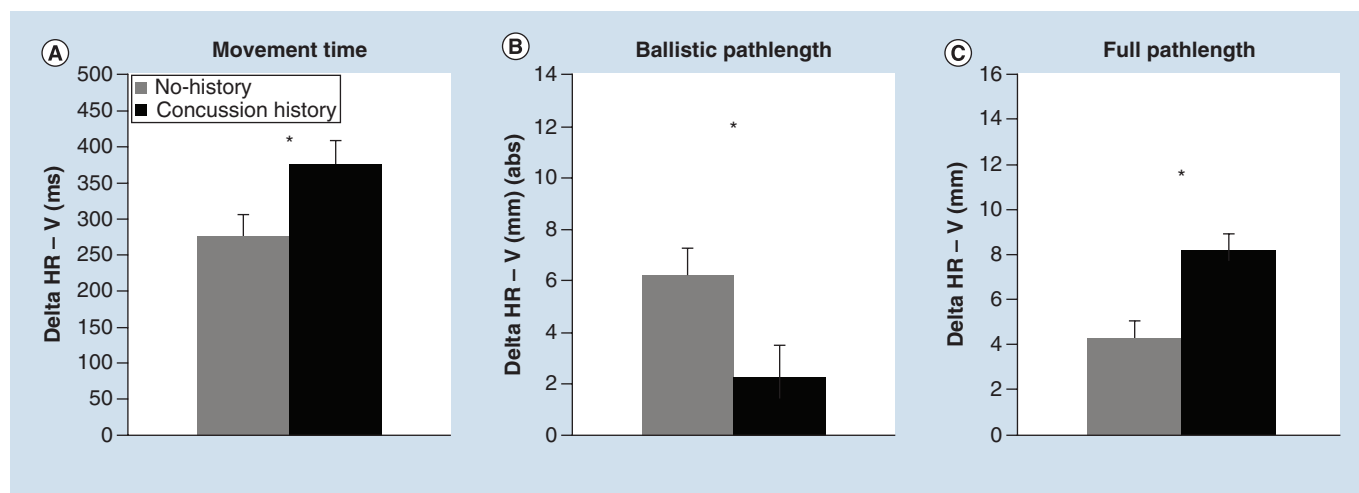 A
Movement time
Delta HR – V (ms)
500
450
400
350
300
250
200
150
100
50
0
No-history
Concussion history
*
B
Ballistic pathlength
Delta HR – V (mm) (abs)
14
12
10
8
6
4
2
0
*
C
Full pathlength
Delta HR – V (mm)
16
14
12
10
8
6
4
2
0
*